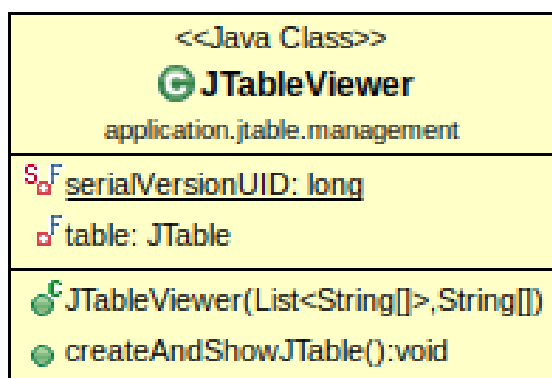 <<Java Class>>
C JTableViewer
application.jtable.management
S F serialVersionUID: long
F table: JTable
C JTableViewer(List<String[]>,String[])
createAndShowJTable():void